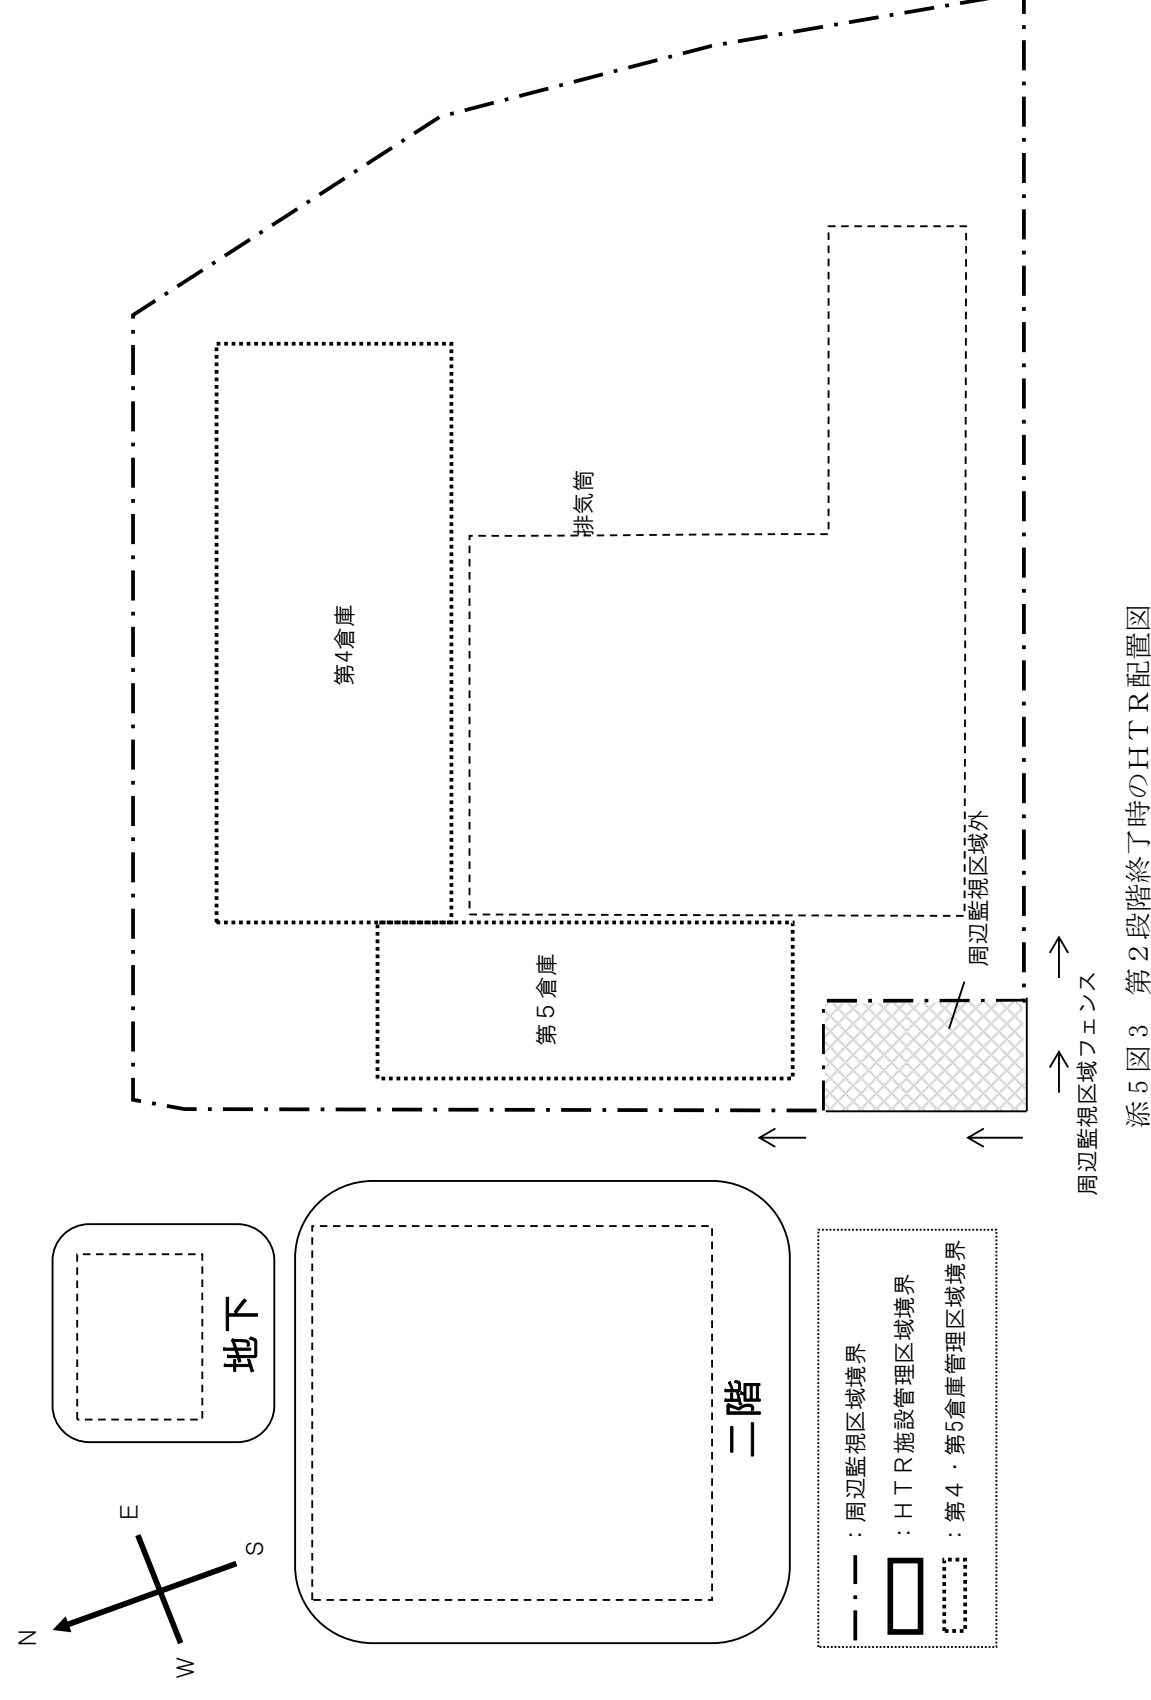 N
E
W
S
地下
二階
第4倉庫
排気筒
第５倉庫
周辺監視区域外
周辺監視区域フェンス
：周辺監視区域境界
：ＨＴＲ施設管理区域境界
：第４・第5倉庫管理区域境界
添５図３　第２段階終了時のＨＴＲ配置図